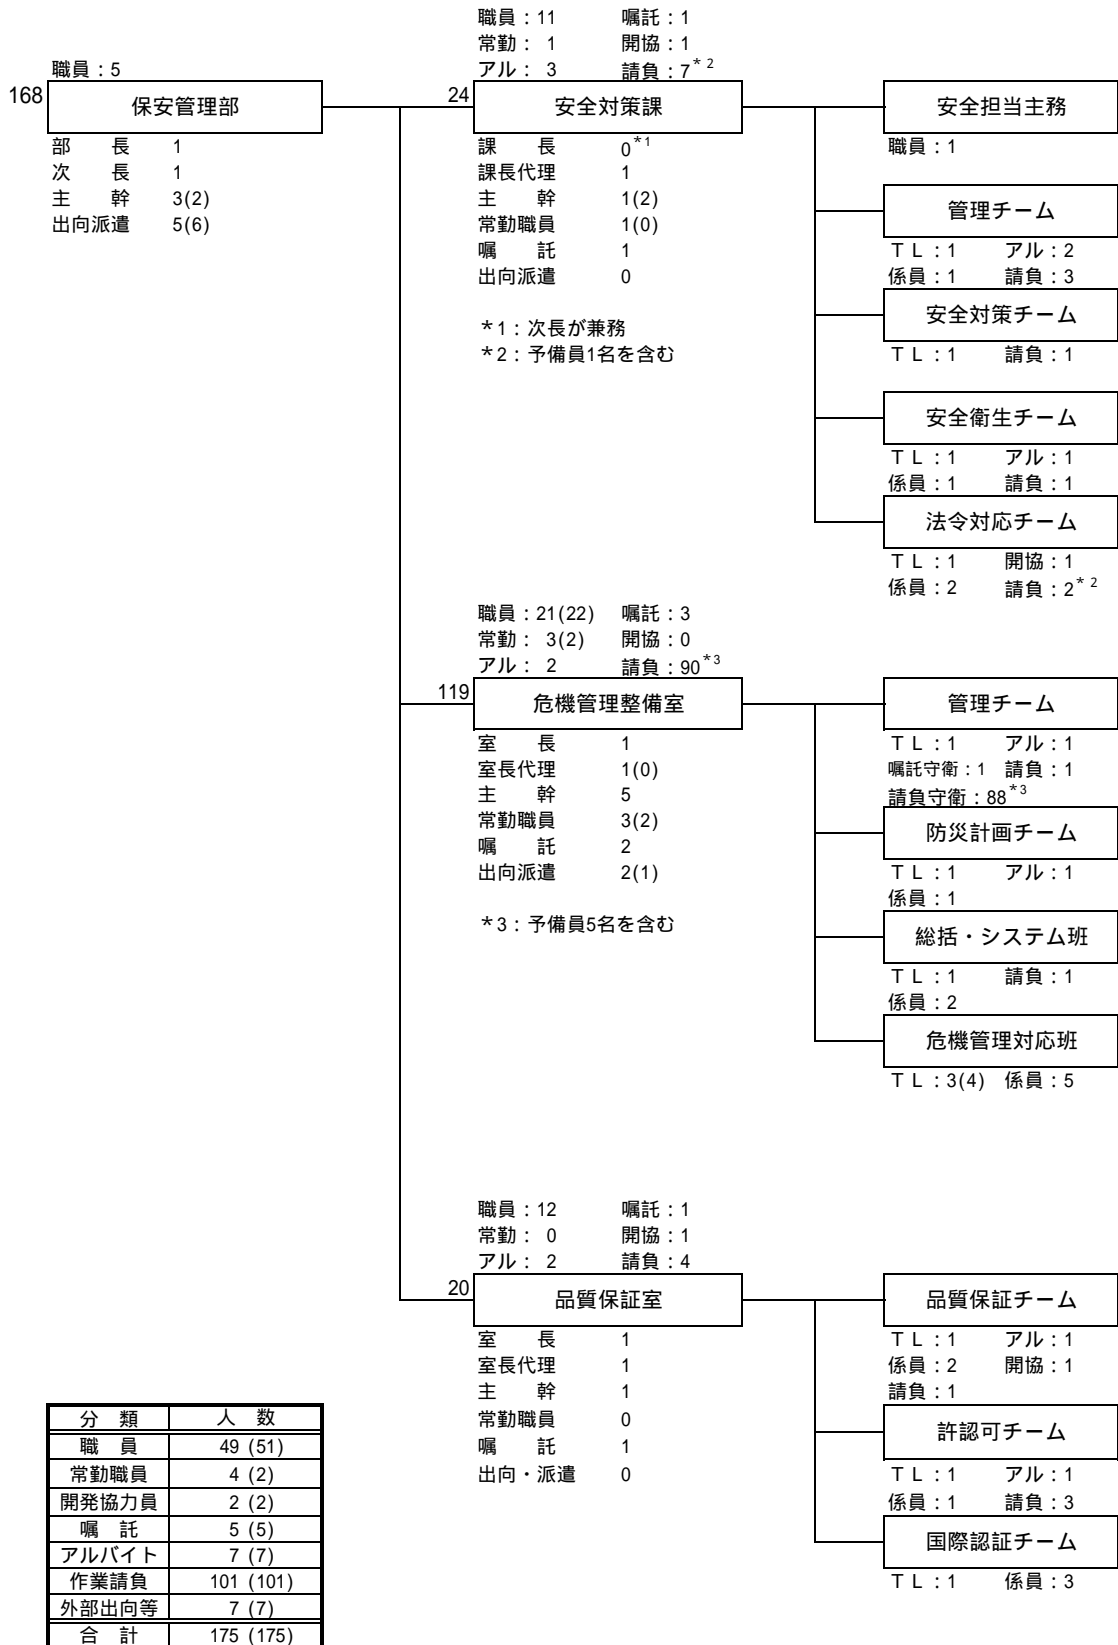 職員：5
168
保安管理部
部　長　1
次　長　1
主　幹　3(2)
出向派遣　5(6)
職員：11　嘱託：1
常勤： 1　開協：1
アル： 3　請負：7*2
24
安全対策課
課　長　0*1
課長代理　1
主　幹　1(2)
常勤職員　1(0)
嘱　託　1
出向派遣　0
*1：次長が兼務
*2：予備員1名を含む
安全担当主務
職員：1
管理チーム
ＴＬ：1　アル：2
係員：1　請負：3
安全対策チーム
ＴＬ：1　請負：1
安全衛生チーム
ＴＬ：1　アル：1
係員：1　請負：1
法令対応チーム
ＴＬ：1　開協：1
係員：2　請負：2*2
職員：21(22)　嘱託：3
常勤： 3(2)　開協：0
アル： 2　請負：90*3
119
危機管理整備室
室　長　1
室長代理　1(0)
主　幹　5
常勤職員　3(2)
嘱　託　2
出向派遣　2(1)
*3：予備員5名を含む
管理チーム
ＴＬ：1　アル：1
嘱託守衛：1　請負：1
請負守衛：88*3
防災計画チーム
ＴＬ：1　アル：1
係員：1
総括・システム班
ＴＬ：1　請負：1
係員：2
危機管理対応班
ＴＬ：3(4)　係員：5
職員：12　嘱託：1
常勤： 0　開協：1
アル： 2　請負：4
20
品質保証室
室　長　1
室長代理　1
主　幹　1
常勤職員　0
嘱　託　1
出向・派遣　0
品質保証チーム
ＴＬ：1　アル：1
係員：2　開協：1
請負：1
許認可チーム
ＴＬ：1　アル：1
係員：1　請負：3
国際認証チーム
ＴＬ：1　係員：3
分　類　人　数
職　員　49 (51)
常勤職員　4 (2)
開発協力員　2 (2)
嘱　託　5 (5)
アルバイト　7 (7)
作業請負　101 (101)
外部出向等　7 (7)
合　計　175 (175)